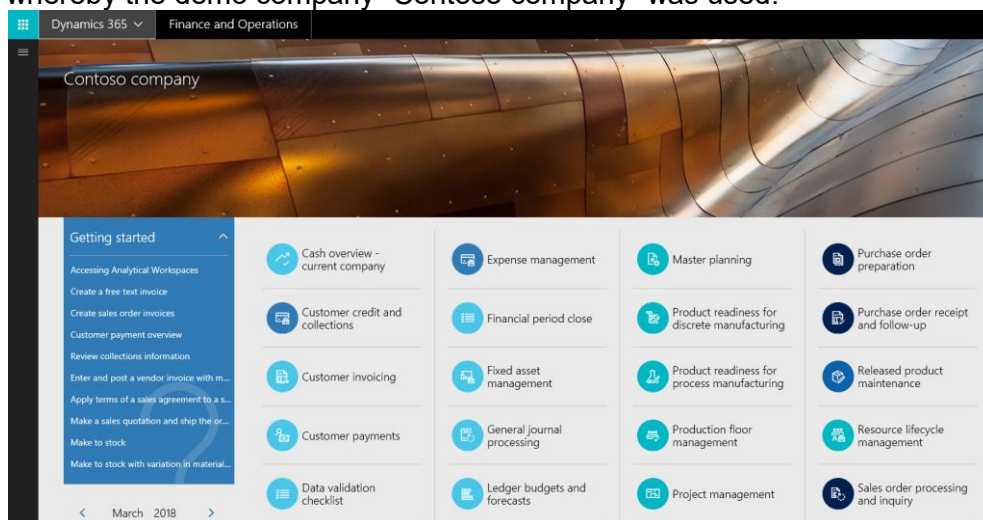 whereby the demo company "Contoso company" was used.
Dynamics 365
Finance and Operations
Contoso company
Getting started
Accessing Analytical Workspaces
Create a free text invoice
Create sales order invoices
Customer payment overview
Review collections information
Enter and post a vendor invoice with m...
Apply terms of a sales agreement to a s...
Make a sales quotation and ship the or...
Make to stock
Make to stock with variation in material...
March 2018
Cash overview -
current company
Customer credit and
collections
Customer invoicing
Customer payments
Data validation
checklist
Expense management
Financial period close
Fixed asset
management
General journal
processing
Ledger budgets and
forecasts
Master planning
Product readiness for
discrete manufacturing
Product readiness for
process manufacturing
Production floor
management
Project management
Purchase order
preparation
Purchase order receipt
and follow-up
Released product
maintenance
Resource lifecycle
management
Sales order processing
and inquiry